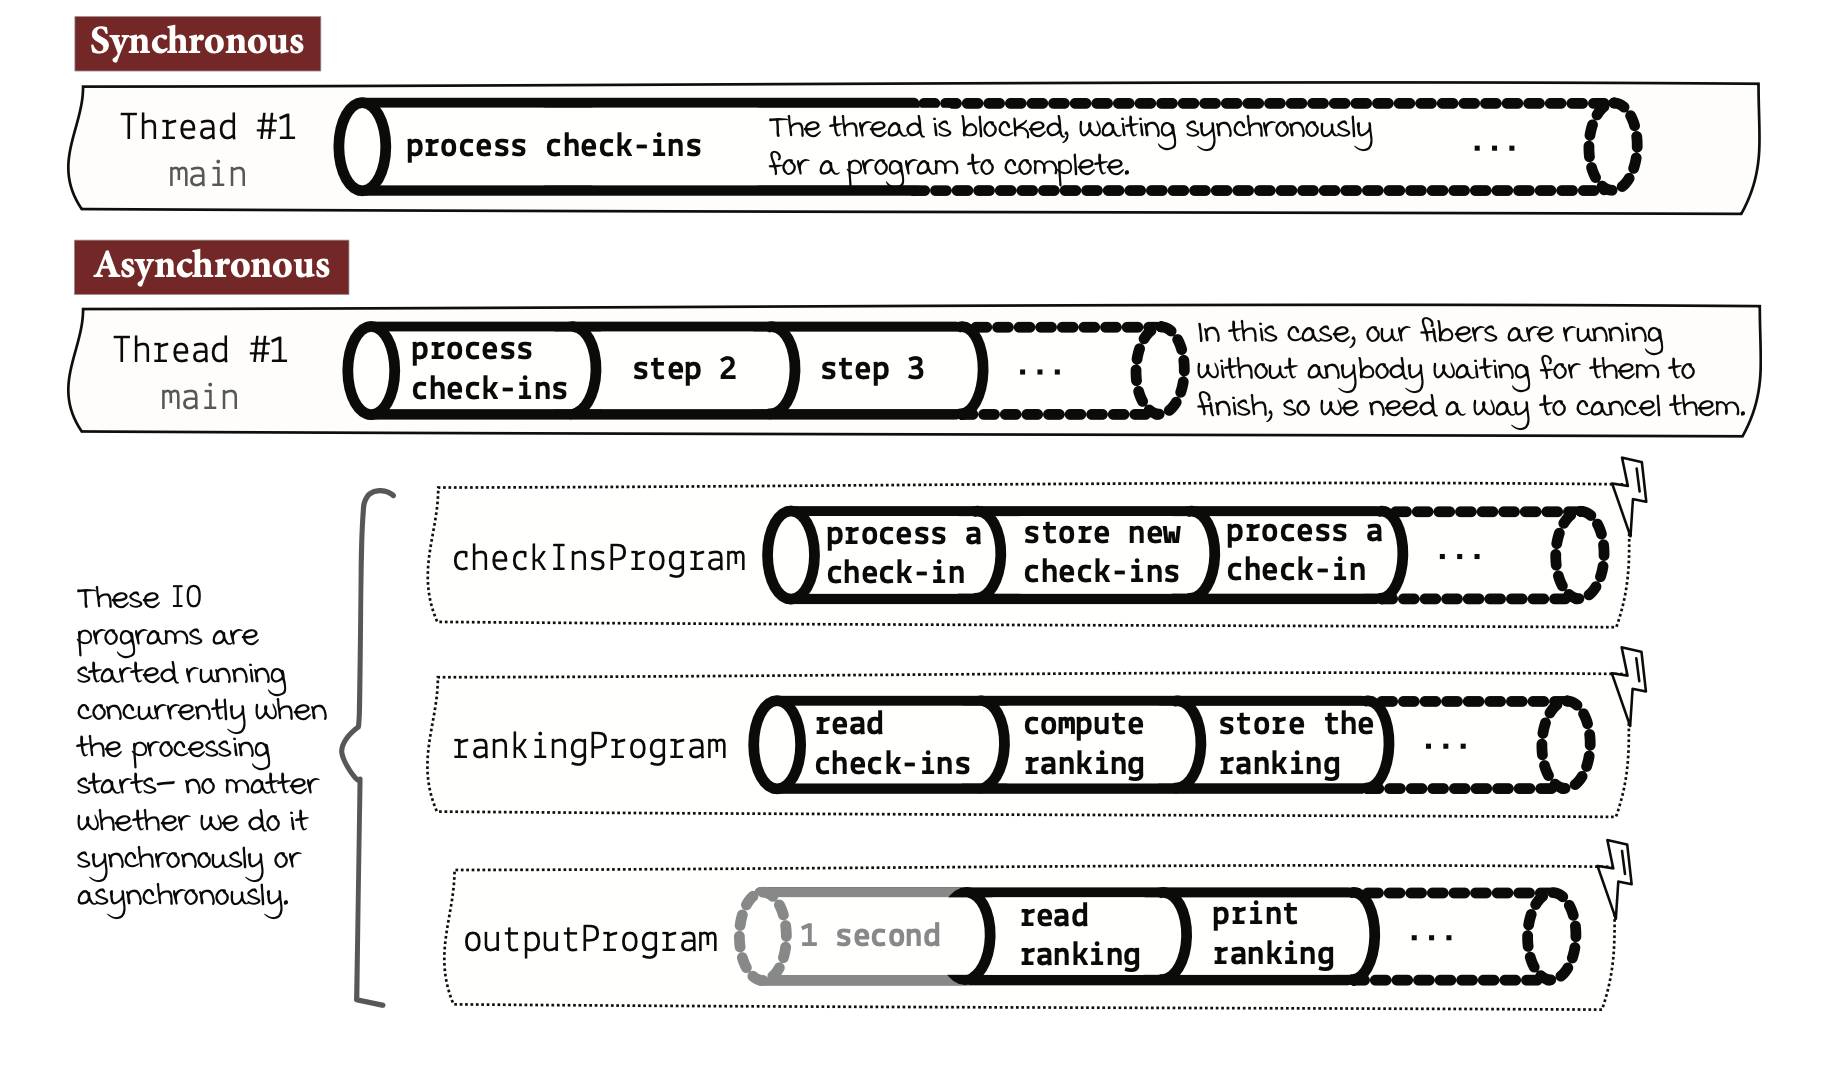 Synchronous
Thread #1
main
process check-ins
The thread is blocked, waiting synchronously
for a program to complete.
...
Asynchronous
Thread #1
main
process
check-ins
step 2
step 3
...
In this case, our fibers are running
without anybody waiting for them to
finish, so we need a way to cancel them.
These IO
programs are
started running
concurrently when
the processing
starts– no matter
whether we do it
synchronously or
asynchronously.
checkInsProgram
process a
check-in
store new
check-ins
process a
check-in
...
rankingProgram
read
check-ins
compute
ranking
store the
ranking
...
outputProgram
1 second
read
ranking
print
ranking
...